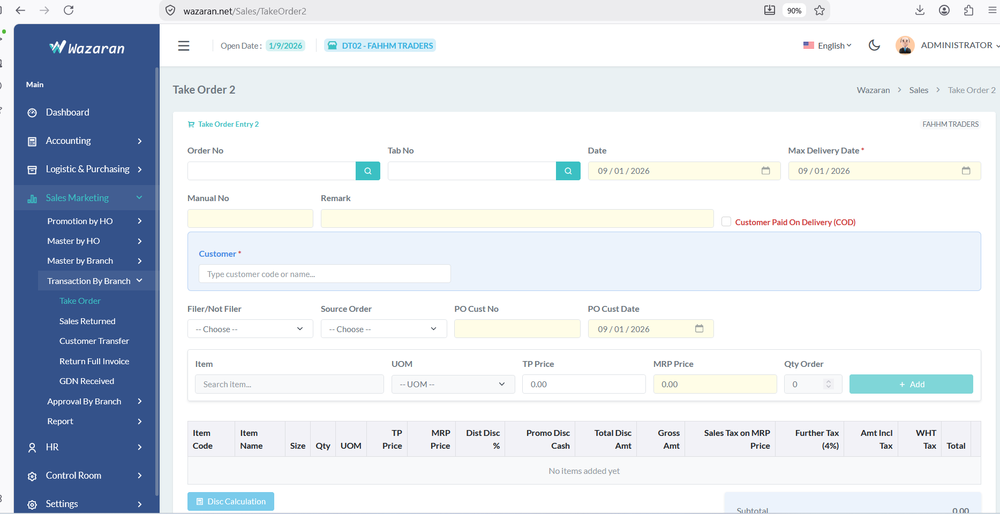 wazaran.net/Sales/TakeOrder2
90%
Wazaran
Open Date : 1/9/2026
DT02 - FAHHM TRADERS
English
ADMINISTRATOR
Main
Dashboard
Accounting
Logistic & Purchasing
Sales Marketing
Promotion by HO
Master by HO
Master by Branch
Transaction By Branch
Take Order
Sales Returned
Customer Transfer
Return Full Invoice
GDN Received
Approval By Branch
Report
HR
Control Room
Settings
Take Order 2
Wazaran > Sales > Take Order 2
Take Order Entry 2
FAHHM TRADERS
Order No Tab No Date Max Delivery Date *
09 / 01 / 2026 09 / 01 / 2026
Manual No Remark
Customer Paid On Delivery (COD)
Customer *
Type customer code or name...
Filer/Not Filer Source Order PO Cust No PO Cust Date
-- Choose -- -- Choose -- 09 / 01 / 2026
Item UOM TP Price MRP Price Qty Order
Search item... -- UOM -- 0.00 0.00 0 + Add
Item Code Item Name Size Qty UOM TP Price MRP Price Dist Disc % Promo Disc Cash Total Disc Amt Gross Amt Sales Tax on MRP Price Further Tax (4%) Amt Incl Tax WHT Tax Total
No items added yet
Disc Calculation
Subtotal 0.00